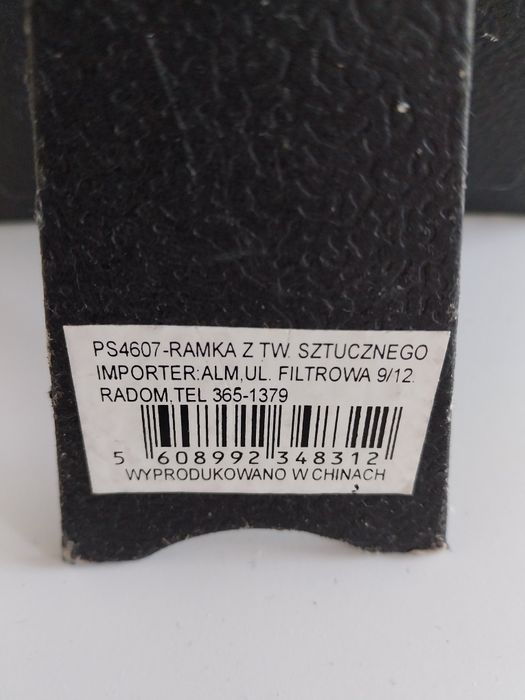 PS4607-RAMKA Z TW. SZTUCZNEGO
IMPORTER:ALM,UL. FILTROWA 9/12.
RADOM,TEL 365-1379
5 608992 348312
WYPRODUKOWANO W CHINACH